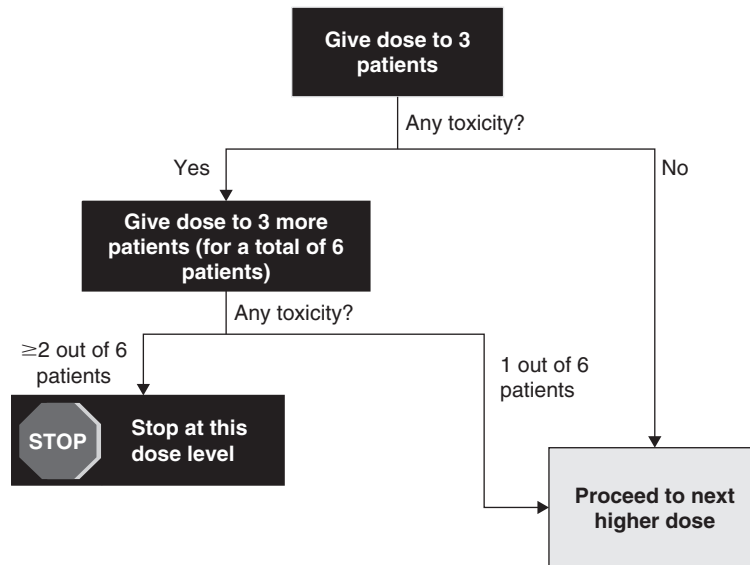 Give dose to 3
patients
Any toxicity?
Yes
No
Give dose to 3 more
patients (for a total of 6
patients)
Any toxicity?
≥2 out of 6
patients
1 out of 6
patients
STOP
Stop at this
dose level
Proceed to next
higher dose